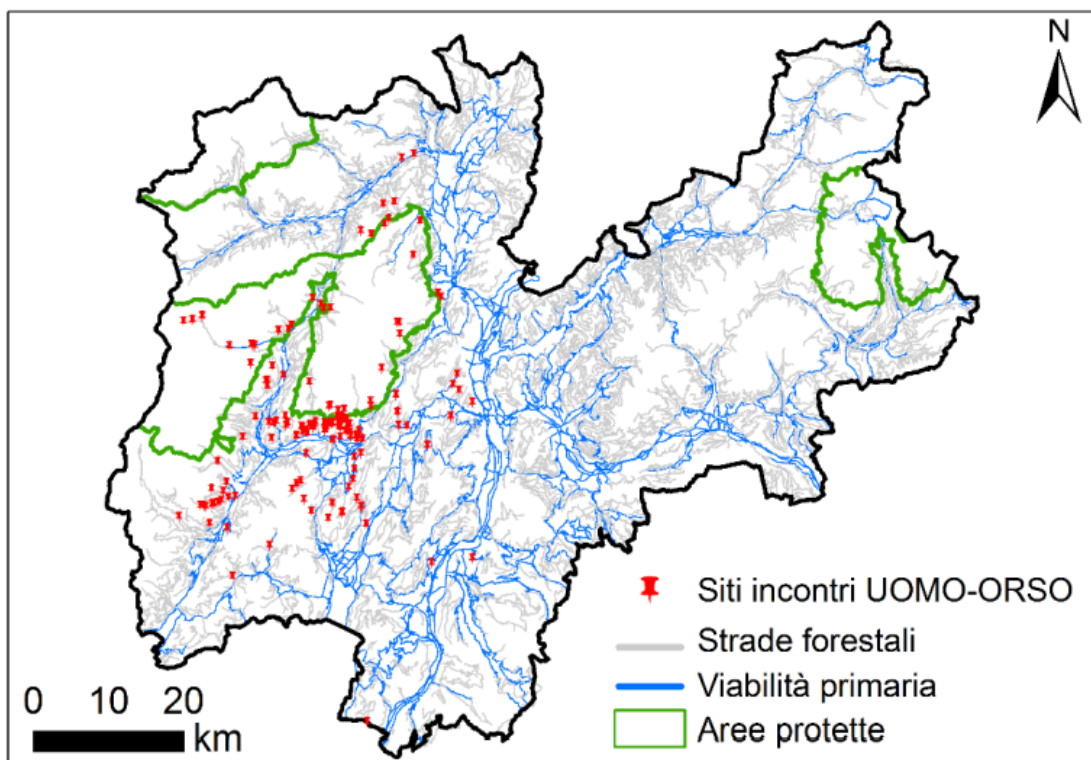 N
Siti incontri UOMO-ORSO
Strade forestali
Viabilità primaria
Aree protette
0 10 20
km